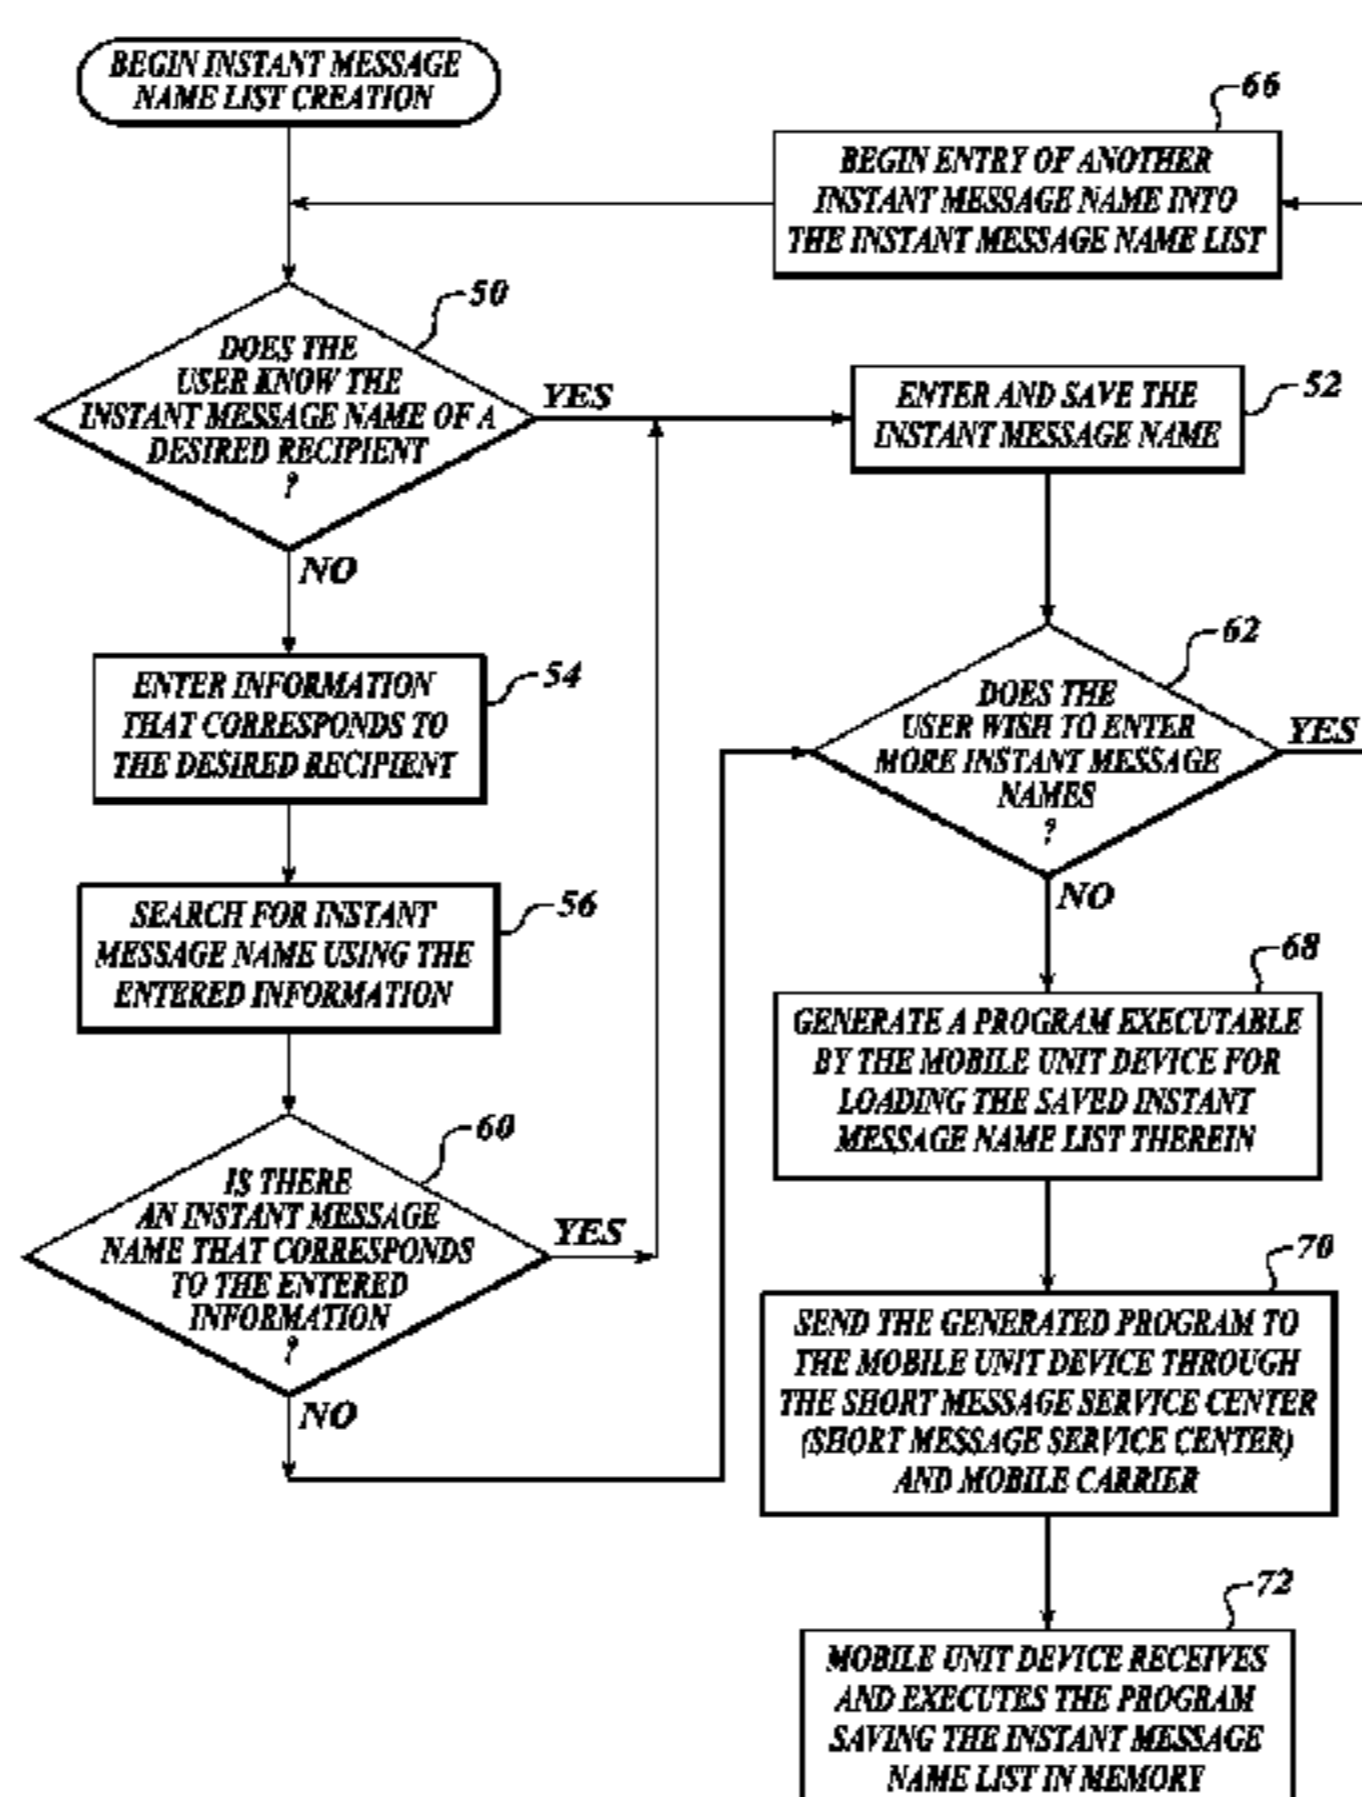 BEGIN INSTANT MESSAGE
NAME LIST CREATION
66
BEGIN ENTRY OF ANOTHER
INSTANT MESSAGE NAME INTO
THE INSTANT MESSAGE NAME LIST
50
DOES THE
USER KNOW THE
INSTANT MESSAGE NAME OF A
DESIRED RECIPIENT
?
YES
NO
52
ENTER AND SAVE THE
INSTANT MESSAGE NAME
54
ENTER INFORMATION
THAT CORRESPONDS TO
THE DESIRED RECIPIENT
62
DOES THE
USER WISH TO ENTER
MORE INSTANT MESSAGE
NAMES
?
YES
NO
56
SEARCH FOR INSTANT
MESSAGE NAME USING THE
ENTERED INFORMATION
60
IS THERE
AN INSTANT MESSAGE
NAME THAT CORRESPONDS
TO THE ENTERED
INFORMATION
?
YES
NO
68
GENERATE A PROGRAM EXECUTABLE
BY THE MOBILE UNIT DEVICE FOR
LOADING THE SAVED INSTANT
MESSAGE NAME LIST THEREIN
70
SEND THE GENERATED PROGRAM TO
THE MOBILE UNIT DEVICE THROUGH
THE SHORT MESSAGE SERVICE CENTER
(SHORT MESSAGE SERVICE CENTER)
AND MOBILE CARRIER
72
MOBILE UNIT DEVICE RECEIVES
AND EXECUTES THE PROGRAM
SAVING THE INSTANT MESSAGE
NAME LIST IN MEMORY